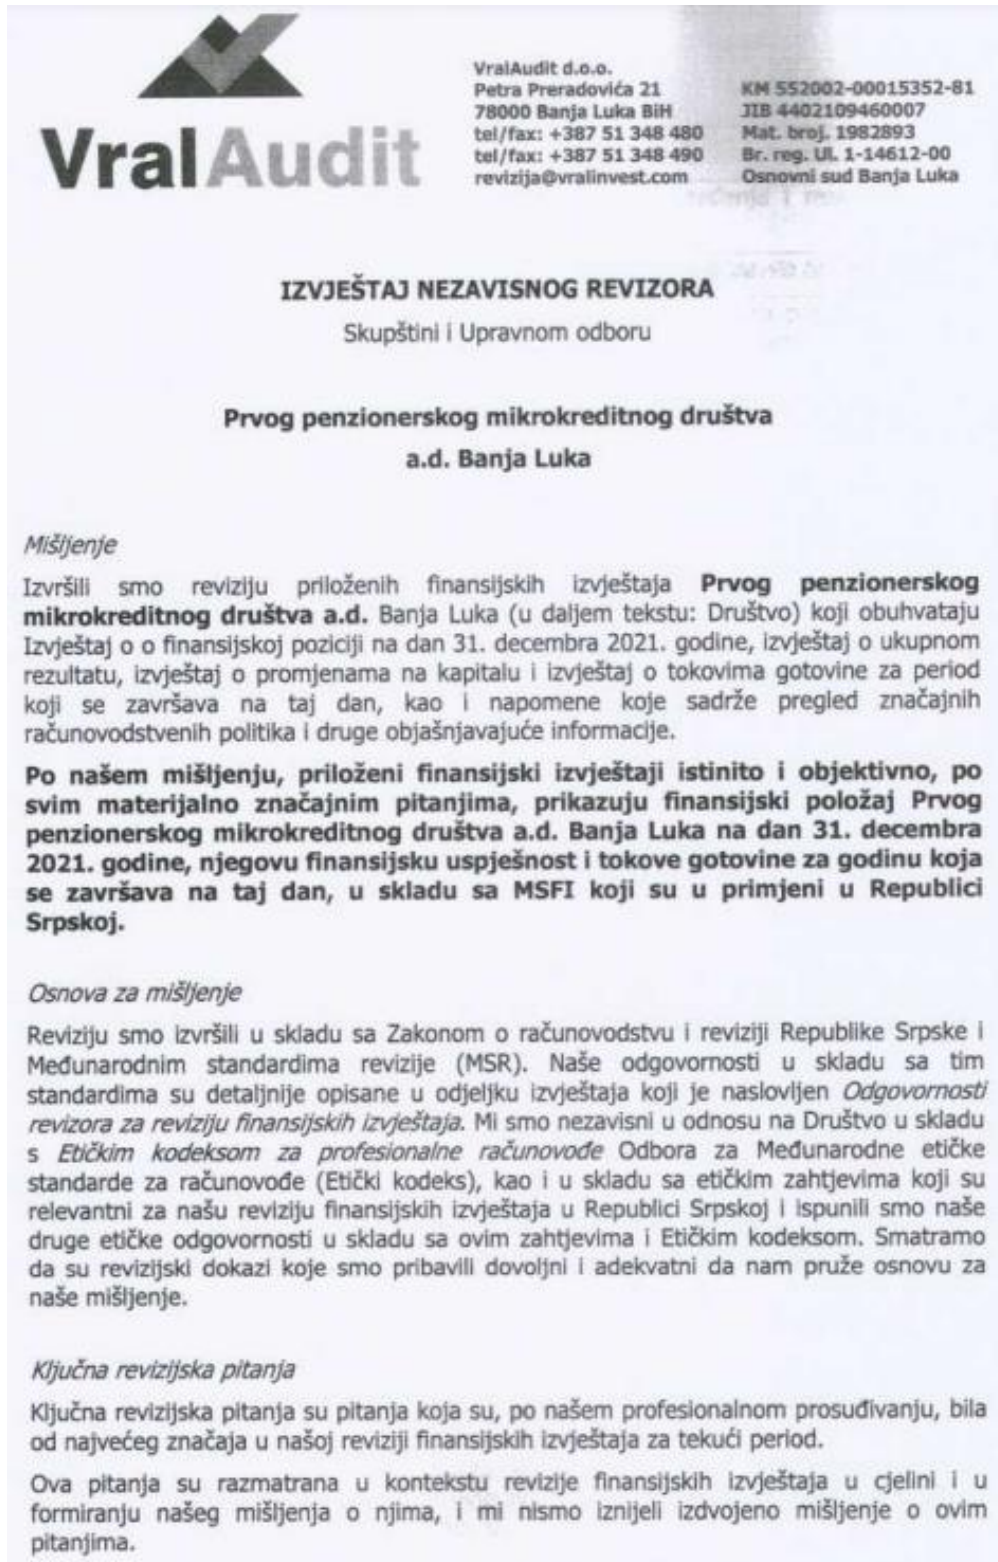 VralAudit
VralAudit d.o.o.
Petra Preradovića 21
78000 Banja Luka BiH
tel/fax: +387 51 348 480
tel/fax: +387 51 348 490
revizija@vralinvest.com
KM 552002-00015352-81
JIB 4402109460007
Mat. broj. 1982893
Br. reg. Ul. 1-14612-00
Osnovni sud Banja Luka
IZVJEŠTAJ NEZAVISNOG REVIZORA
Skupštini i Upravnom odboru
Prvog penzionerskog mikrokreditnog društva
a.d. Banja Luka
Mišljenje
Izvršili smo reviziju priloženih finansijskih izvještaja Prvog penzionerskog
mikrokreditnog društva a.d. Banja Luka (u daljem tekstu: Društvo) koji obuhvataju
Izvještaj o o finansijskoj poziciji na dan 31. decembra 2021. godine, izvještaj o ukupnom
rezultatu, izvještaj o promjenama na kapitalu i izvještaj o tokovima gotovine za period
koji se završava na taj dan, kao i napomene koje sadrže pregled značajnih
računovodstvenih politika i druge objašnjavajuće informacije.
Po našem mišljenju, priloženi finansijski izvještaji istinito i objektivno, po
svim materijalno značajnim pitanjima, prikazuju finansijski položaj Prvog
penzionerskog mikrokreditnog društva a.d. Banja Luka na dan 31. decembra
2021. godine, njegovu finansijsku uspješnost i tokove gotovine za godinu koja
se završava na taj dan, u skladu sa MSFI koji su u primjeni u Republici
Srpskoj.
Osnova za mišljenje
Reviziju smo izvršili u skladu sa Zakonom o računovodstvu i reviziji Republike Srpske i
Međunarodnim standardima revizije (MSR). Naše odgovornosti u skladu sa tim
standardima su detaljnije opisane u odjeljku izvještaja koji je naslovljen Odgovornosti
revizora za reviziju finansijskih izvještaja. Mi smo nezavisni u odnosu na Društvo u skladu
s Etičkim kodeksom za profesionalne računovođe Odbora za Međunarodne etičke
standarde za računovođe (Etički kodeks), kao i u skladu sa etičkim zahtjevima koji su
relevantni za našu reviziju finansijskih izvještaja u Republici Srpskoj i ispunili smo naše
druge etičke odgovornosti u skladu sa ovim zahtjevima i Etičkim kodeksom. Smatramo
da su revizijski dokazi koje smo pribavili dovoljni i adekvatni da nam pruže osnovu za
naše mišljenje.
Ključna revizijska pitanja
Ključna revizijska pitanja su pitanja koja su, po našem profesionalnom prosuđivanju, bila
od najvećeg značaja u našoj reviziji finansijskih izvještaja za tekući period.
Ova pitanja su razmatrana u kontekstu revizije finansijskih izvještaja u cjelini i u
formiranju našeg mišljenja o njima, i mi nismo iznijeli izdvojeno mišljenje o ovim
pitanjima.